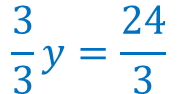 3/3 y = 24/3